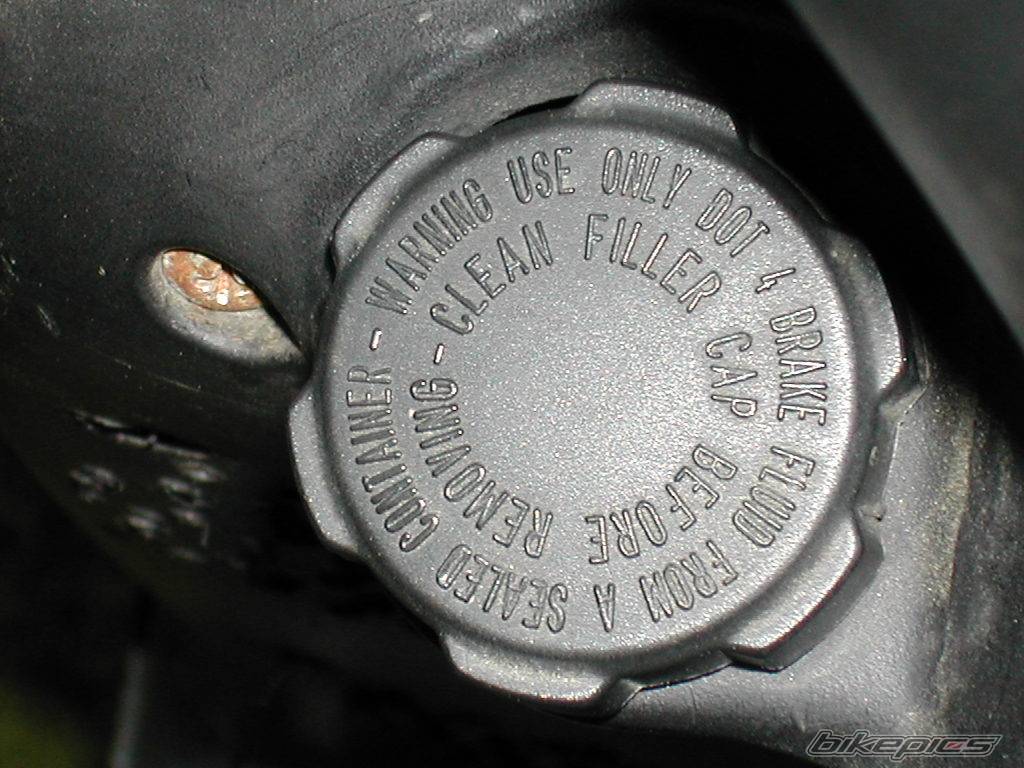 WARNING USE ONLY DOT 4 BRAKE FLUID FROM A SEALED CONTAINER -
CLEAN FILLER CAP BEFORE REMOVING -
bikepics